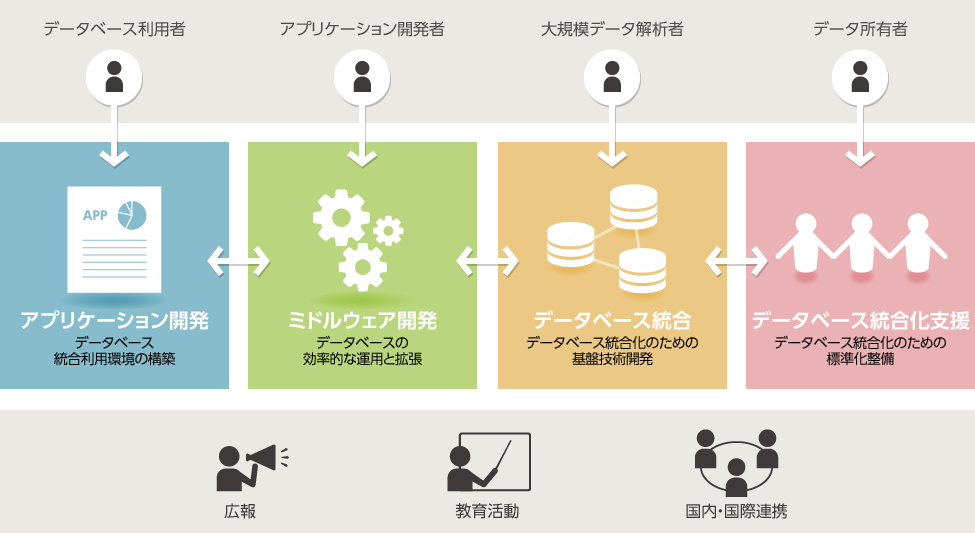 データベース利用者
アプリケーション開発者
大規模データ解析者
データ所有者
APP
アプリケーション開発
データベース
統合利用環境の構築
ミドルウェア開発
データベースの
効率的な運用と拡張
データベース統合
データベース統合化のための
基盤技術開発
データベース統合化支援
データベース統合化のための
標準化整備
広報
教育活動
国内・国際連携